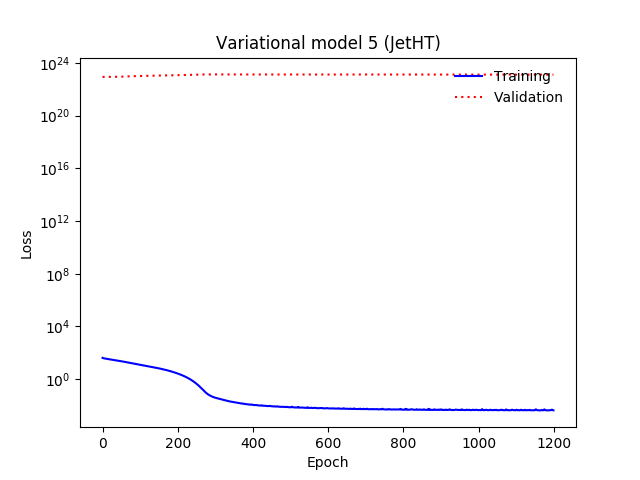 Variational model 5 (JetHT)
Loss
10²⁴
10²⁰
10¹⁶
10¹²
10⁸
10⁴
10⁰
Training
Validation
0 200 400 600 800 1000 1200
Epoch